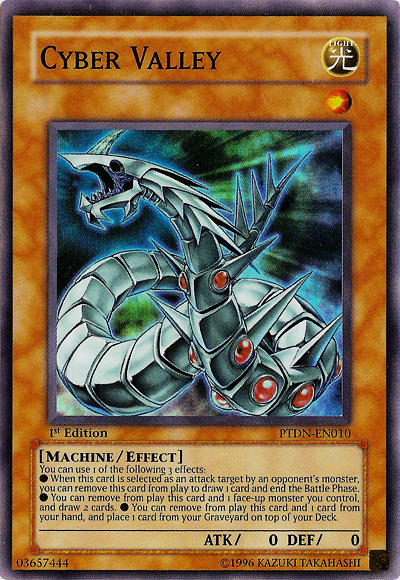 CYBER VALLEY
LIGHT
光
1st Edition
PTDN-EN010
[MACHINE/EFFECT]
You can use 1 of the following 3 effects:
● When this card is selected as an attack target by an opponent's monster,
you can remove this card from play to draw 1 card and end the Battle Phase.
● You can remove from play this card and 1 face-up monster you control,
and draw 2 cards. ● You can remove from play this card and 1 card from
your hand, and place 1 card from your Graveyard on top of your Deck.
ATK/ 0 DEF/ 0
03657444
©1996 KAZUKI TAKAHASHI